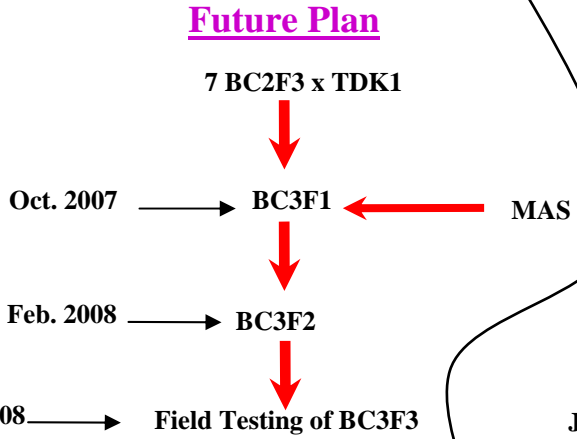 Future Plan
7 BC2F3 x TDK1
Oct. 2007 BC3F1 MAS
Feb. 2008 BC3F2
08 Field Testing of BC3F3 J